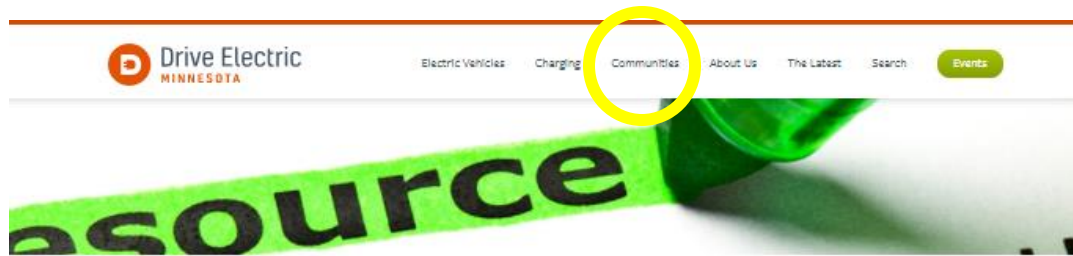 Drive Electric
MINNESOTA
Electric Vehicles Charging Communities About Us The Latest Search Events
esource